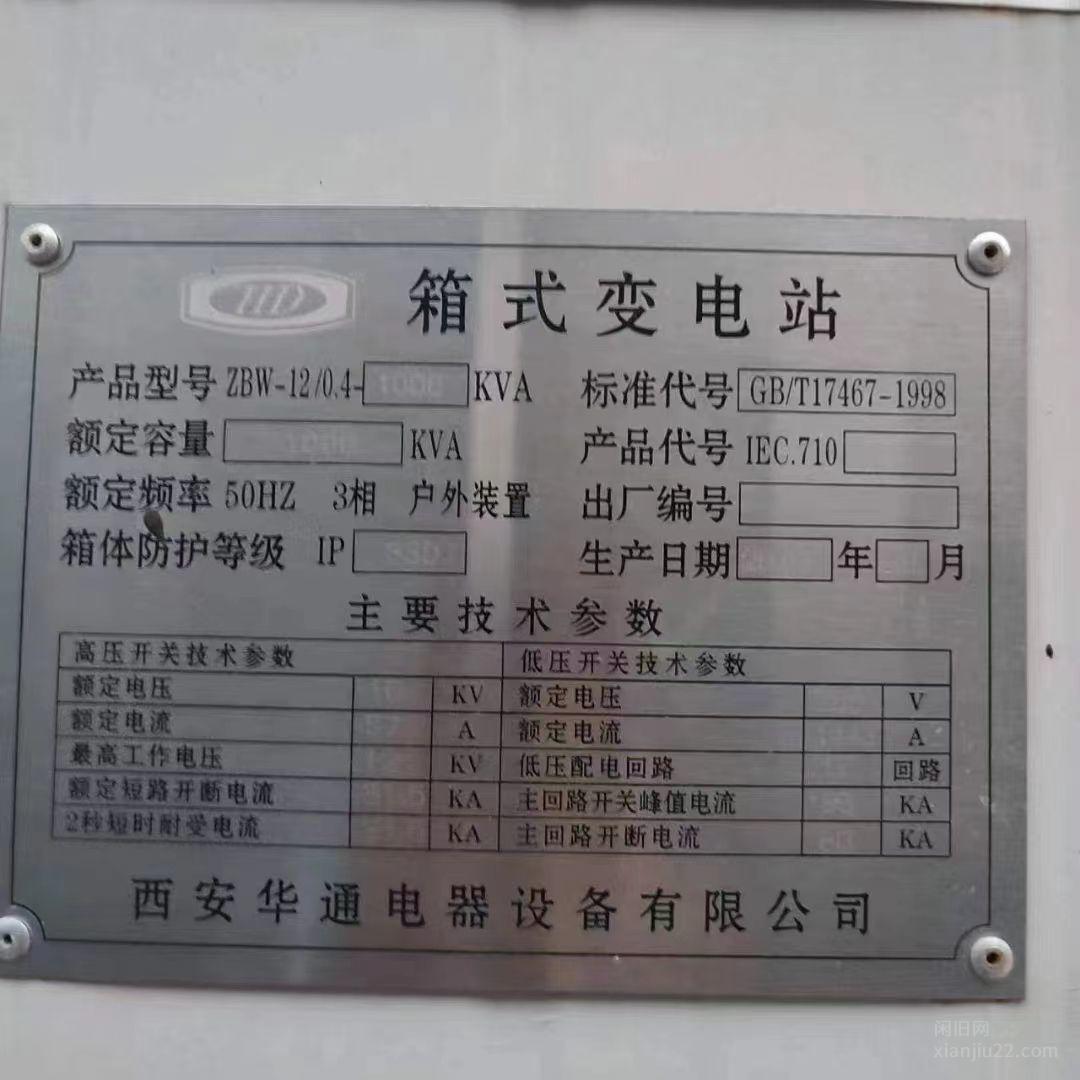 箱式变电站
产品型号 ZBW-12/0.4-1000 KVA 标准代号 GB/T17467-1998
额定容量 KVA 产品代号 IEC.710
额定频率 50HZ 3相 户外装置 出厂编号
箱体防护等级 IP 生产日期 年 月
主要技术参数
高压开关技术参数 低压开关技术参数
额定电压 KV 额定电压 V
额定电流 A 额定电流 A
最高工作电压 KV 低压配电回路 回路
额定短路开断电流 KA 主回路开关峰值电流 KA
2秒短时耐受电流 KA 主回路开断电流 KA
西安华通电器设备有限公司
闲旧网
xianjiu22.com